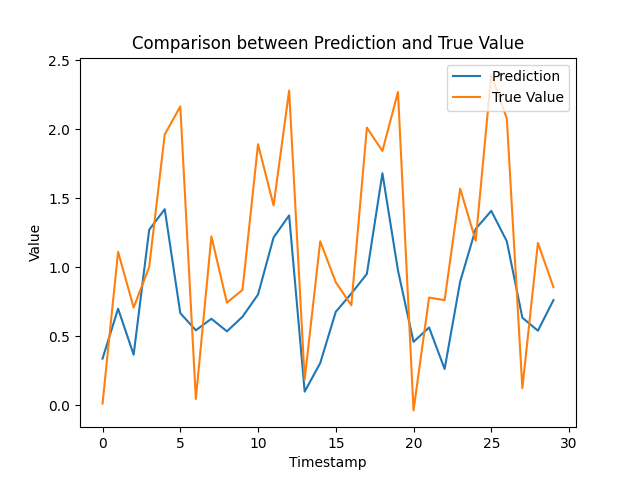 Comparison between Prediction and True Value
Prediction
True Value
2.5
2.0
1.5
1.0
0.5
0.0
Value
0 5 10 15 20 25 30
Timestamp